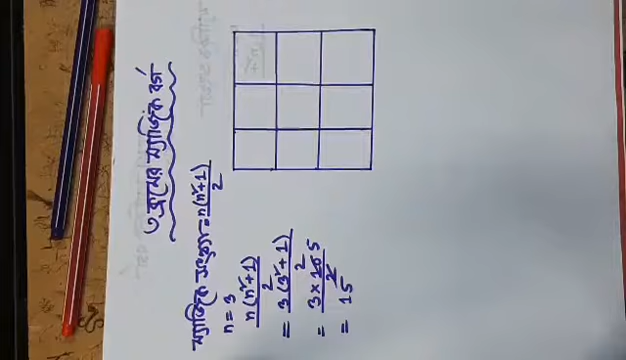 ৩ ক্রমের ম্যাজিক বর্গ
ম্যাজিক সংখ্যা = n(n²+1)/2
n = 3
n(n²+1)/2
= 3(3²+1)/2
= 3×10 5/2
= 15